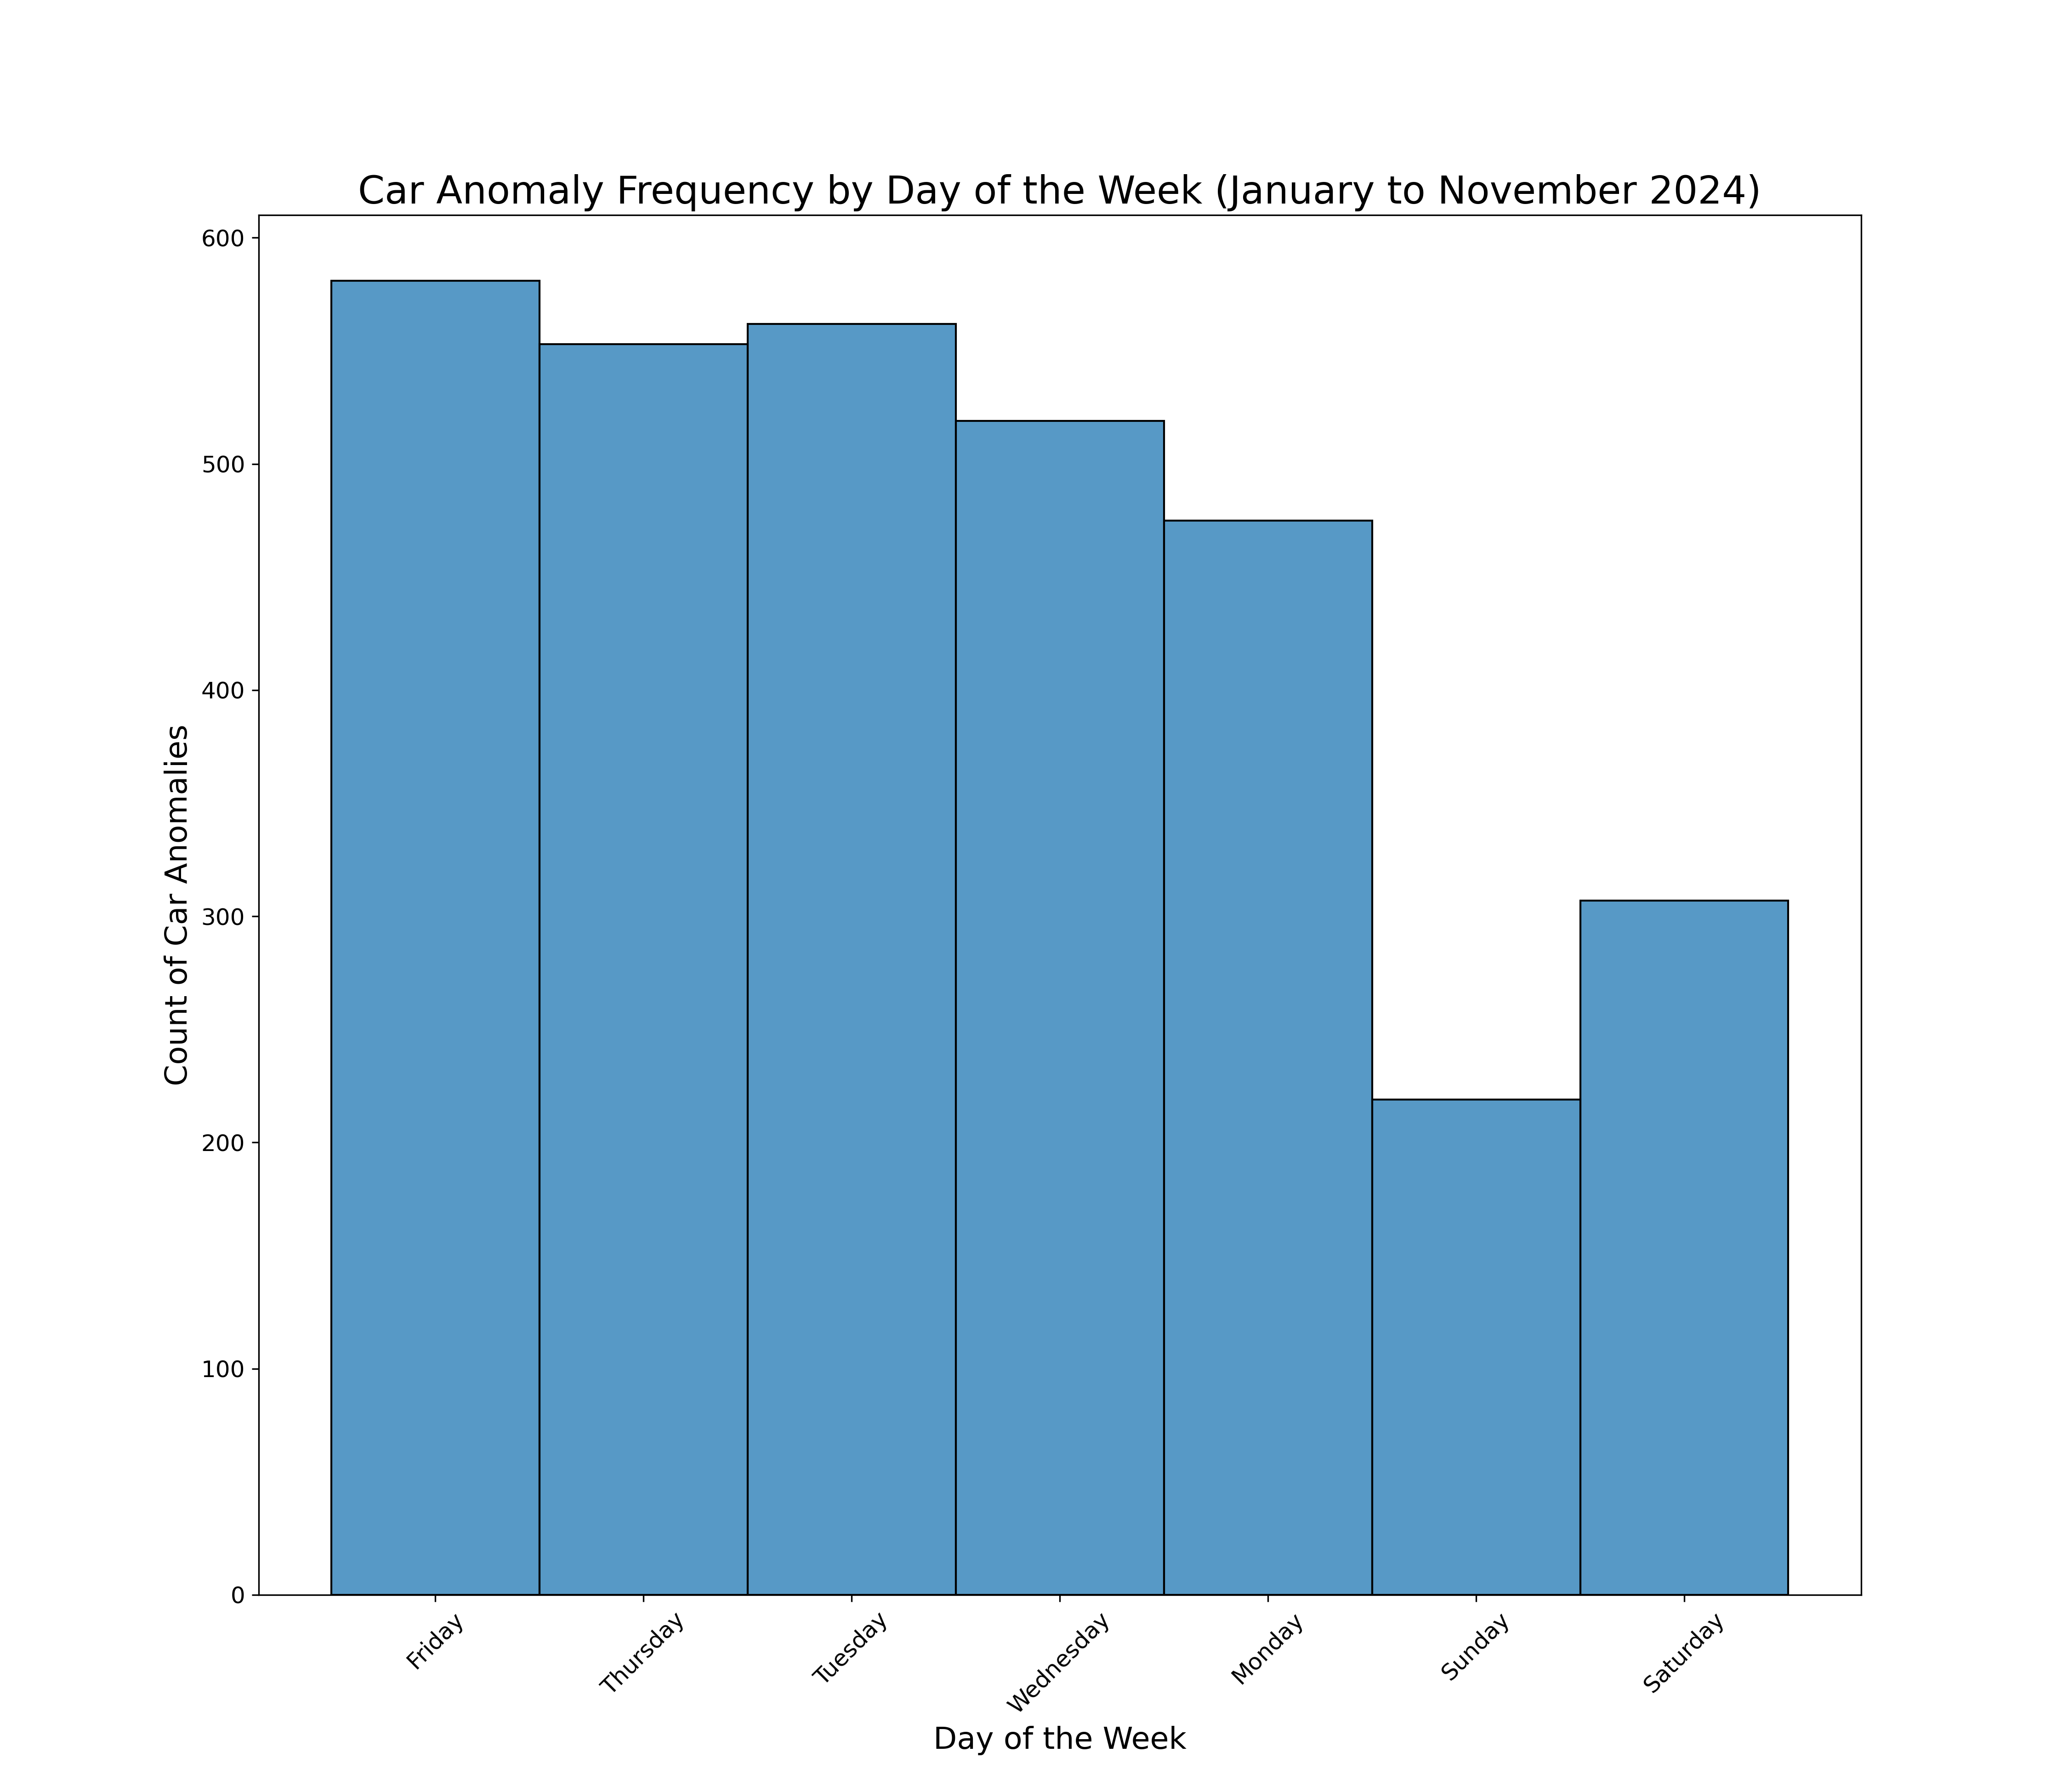 Car Anomaly Frequency by Day of the Week (January to November 2024)
600
500
400
300
200
100
0
Count of Car Anomalies
Friday
Thursday
Tuesday
Wednesday
Monday
Sunday
Saturday
Day of the Week